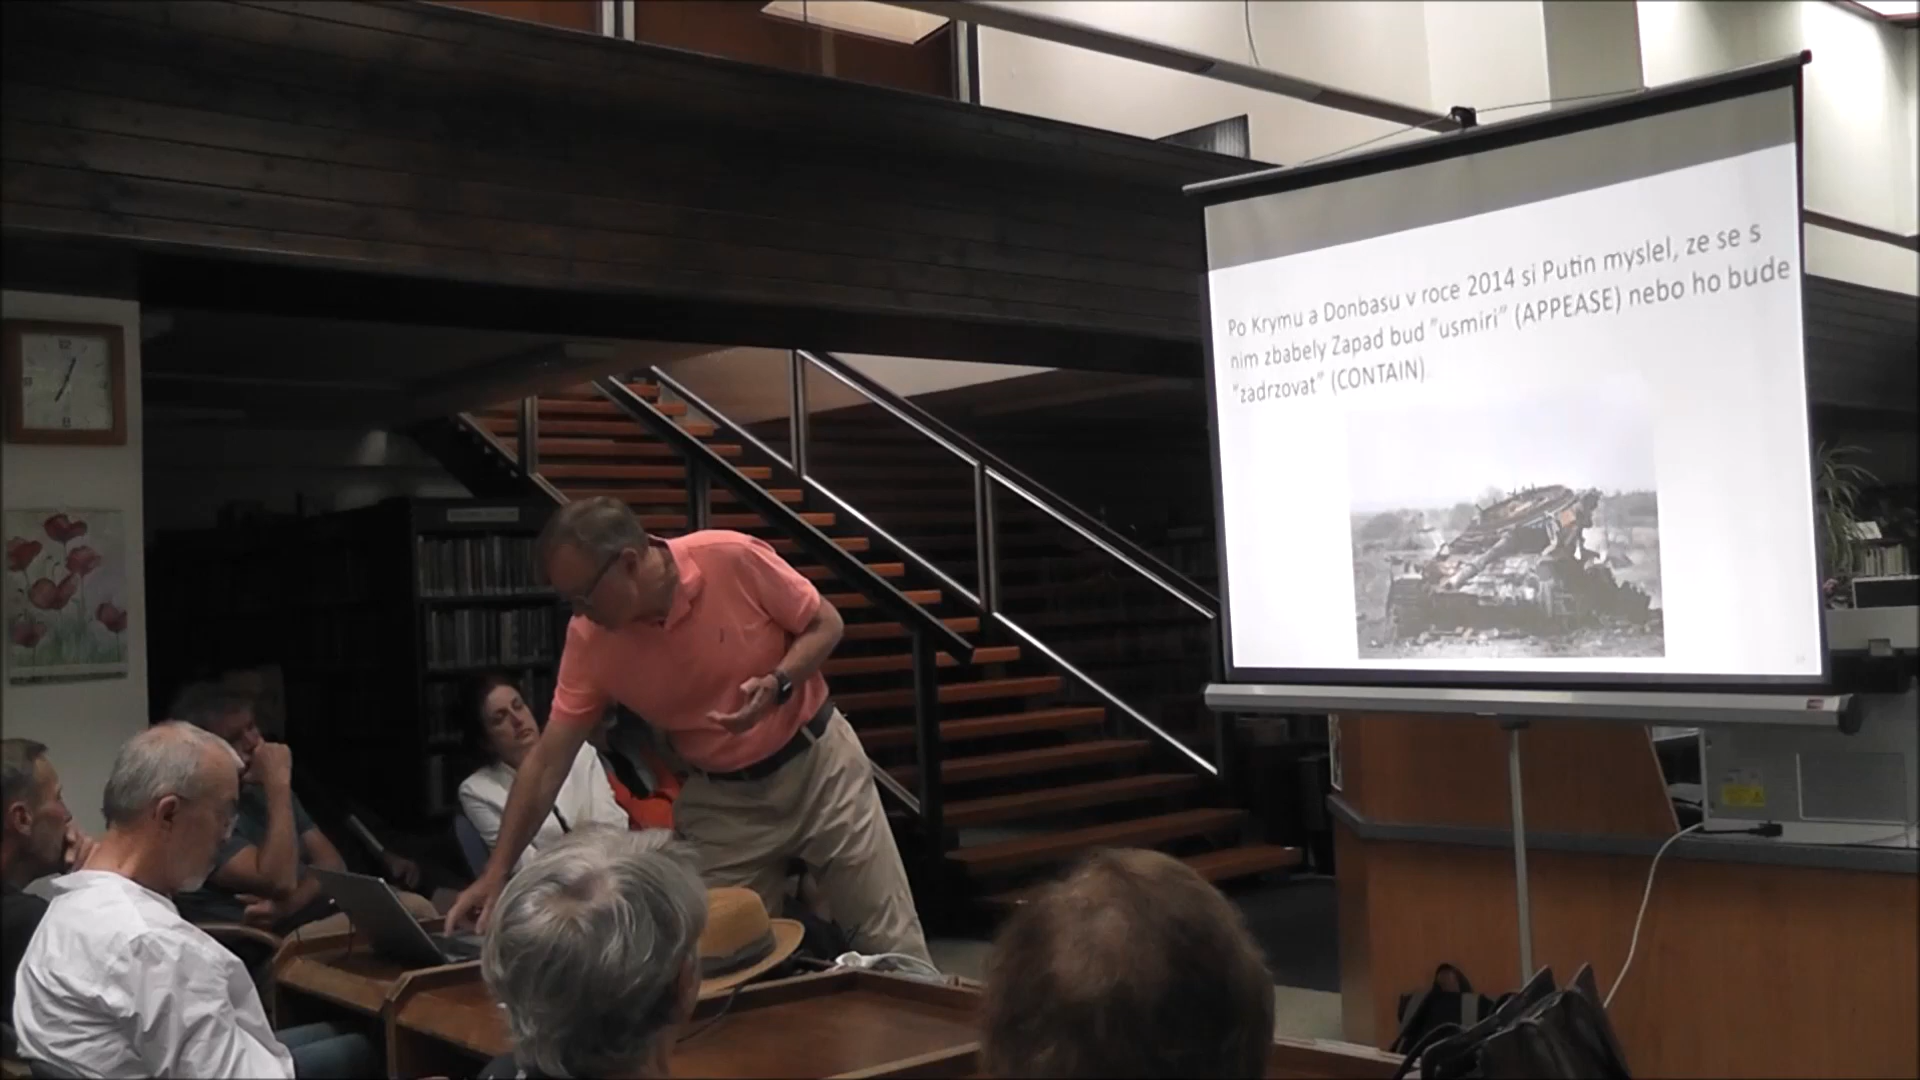 Po Krymu a Donbasu v roce 2014 si Putin myslel, ze se s
nim zbabely Zapad bud "usmiri" (APPEASE) nebo ho bude
"zadrzovat" (CONTAIN)
12